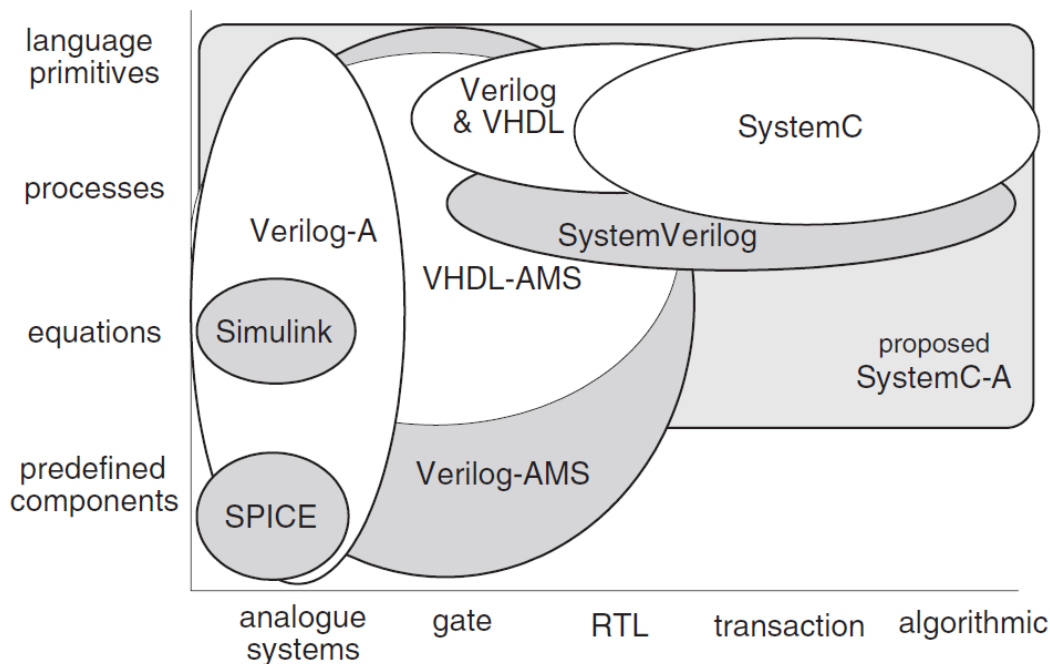 language
primitives
Verilog
& VHDL
SystemC
processes
Verilog-A
SystemVerilog
VHDL-AMS
equations
Simulink
proposed
SystemC-A
predefined
components
Verilog-AMS
SPICE
analogue
systems
gate
RTL
transaction
algorithmic